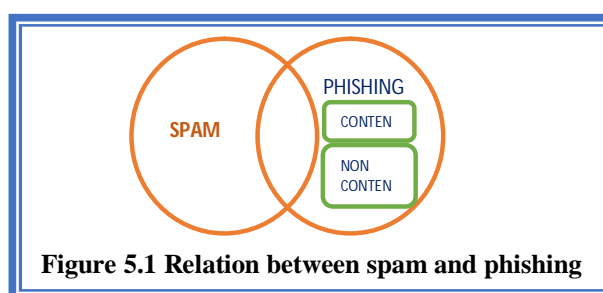 PHISHING
SPAM
CONTEN
NON
CONTEN
Figure 5.1 Relation between spam and phishing